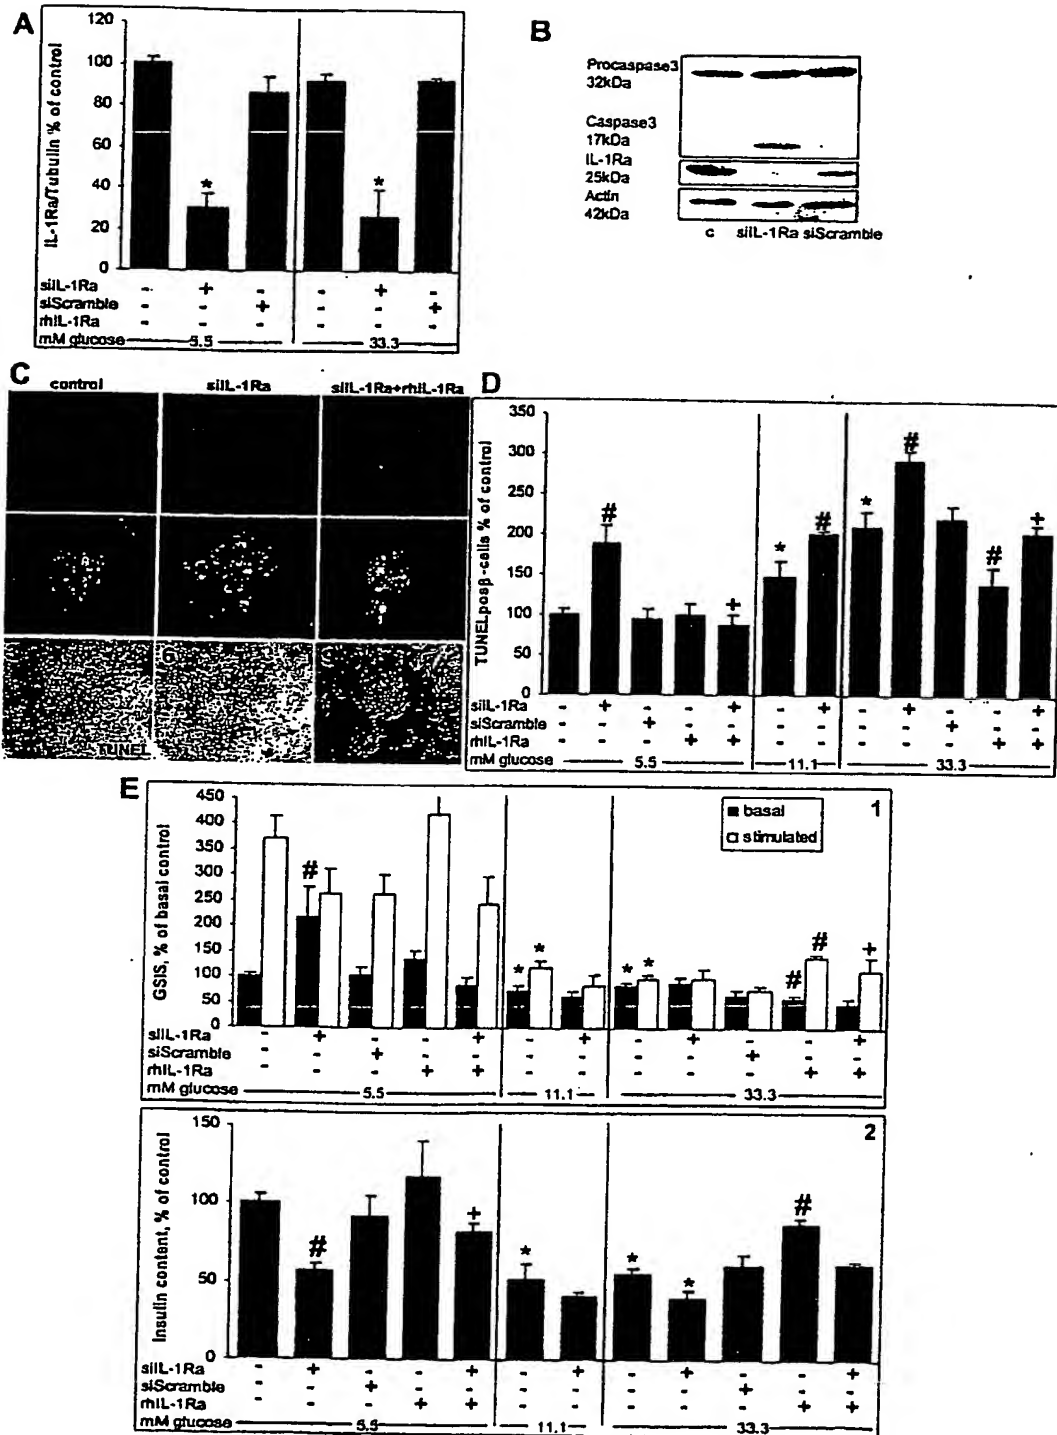 A
120
100
80
60
40
20
0
IL-1Ra/Tubulin % of control
* *
siIL-1Ra - + - - + -
siScramble - - + - - +
rhIL-1Ra - - - - - -
mM glucose 5.5 33.3
B
Procaspase3
32kDa
Caspase3
17kDa
IL-1Ra
25kDa
Actin
42kDa
c siIL-1Ra siScramble
C
control siIL-1Ra siIL-1Ra+rhIL-1Ra
TUNEL
D
350
300
250
200
150
100
50
0
TUNELposβ-cells % of control
# + * # * # # +
siIL-1Ra - + - - + - + - + - - +
siScramble - - + - - - - - - + - -
rhIL-1Ra - - - + + - - - - - + +
mM glucose 5.5 11.1 33.3
E
1
basal
stimulated
450
400
350
300
250
200
150
100
50
0
GSIS, % of basal control
# * * * * # # +
siIL-1Ra - + - - + - + - + - - +
siScramble - - + - - - - - - + - -
rhIL-1Ra - - - + + - - - - - + +
mM glucose 5.5 11.1 33.3
2
150
100
50
0
Insulin content, % of control
# + * * * #
siIL-1Ra - + - - + - + - + - - +
siScramble - - + - - - - - - + - -
rhIL-1Ra - - - + + - - - - - + +
mM glucose 5.5 11.1 33.3